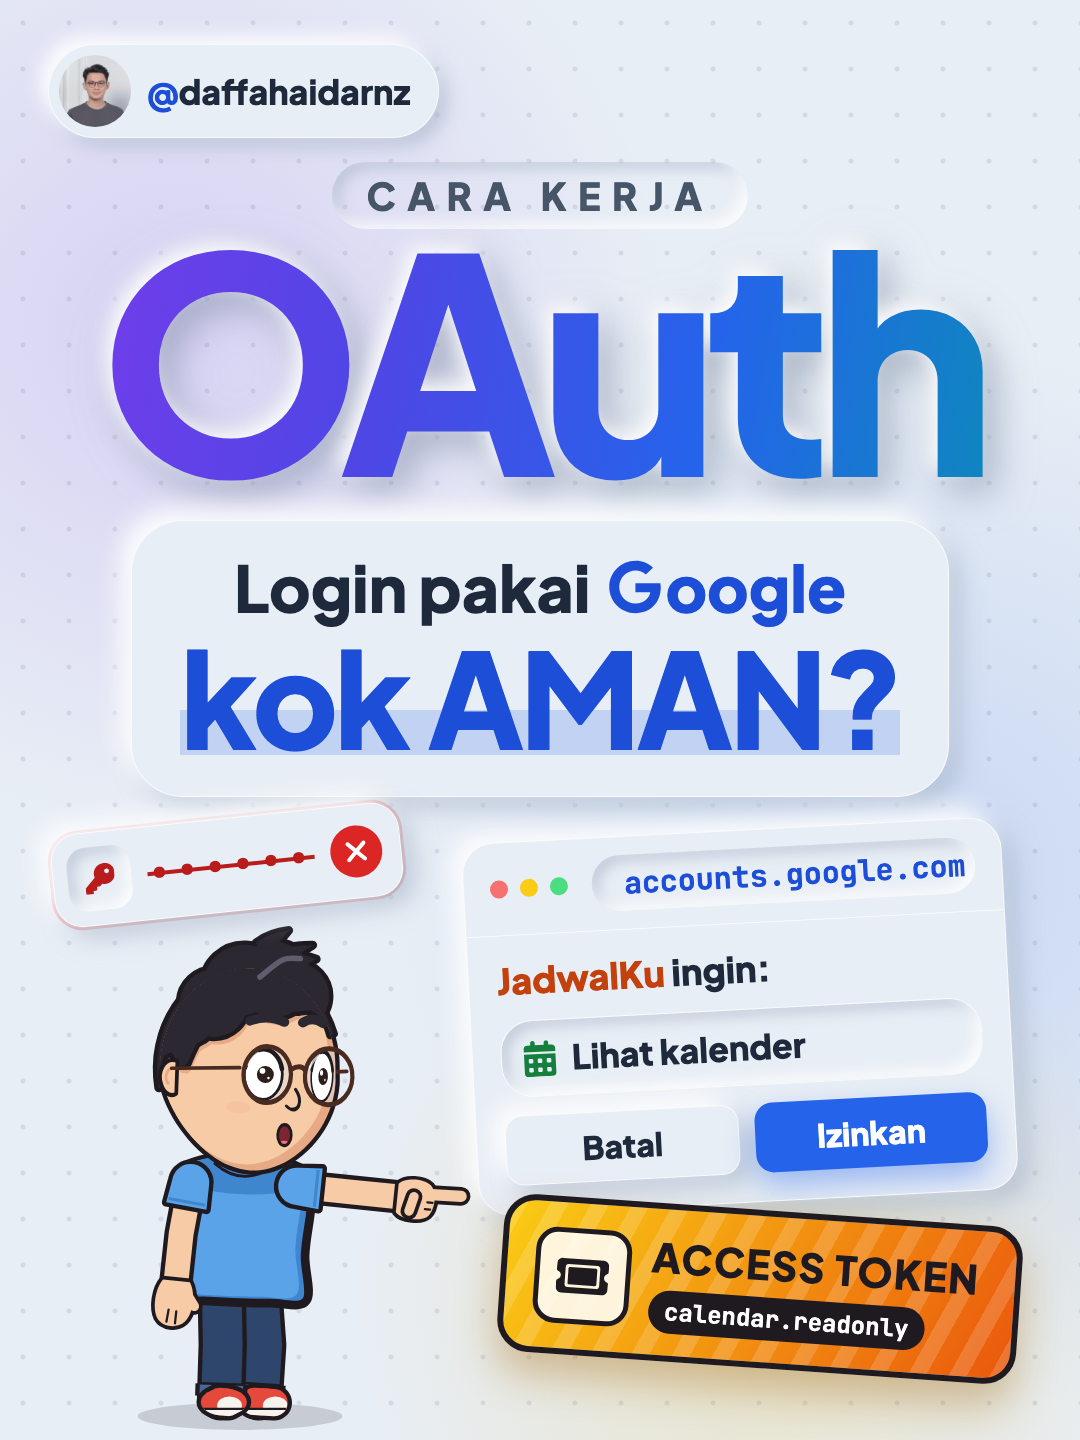 @daffahaidarnz
CARA KERJA
OAuth
Login pakai Google
kok AMAN?
accounts.google.com
JadwalKu ingin:
Lihat kalender
Batal
Izinkan
ACCESS TOKEN
calendar.readonly